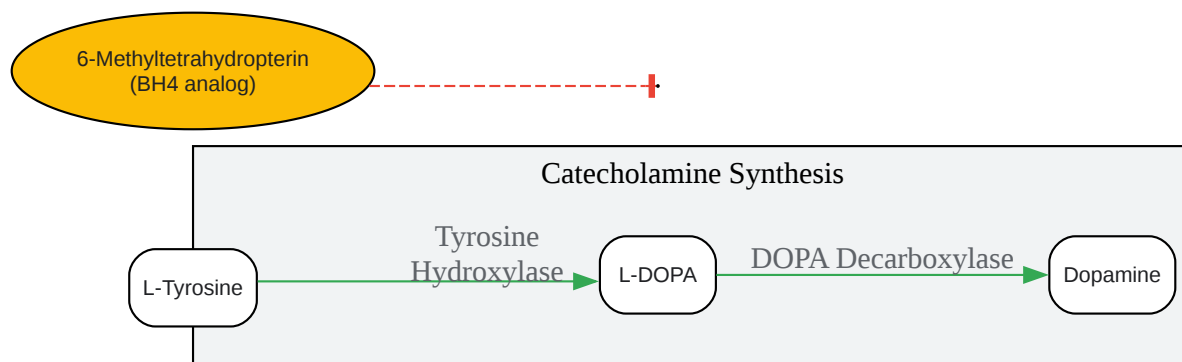 6-Methyltetrahydropterin
(BH4 analog)
Catecholamine Synthesis
Tyrosine
Hydroxylase
DOPA Decarboxylase
L-Tyrosine
L-DOPA
Dopamine